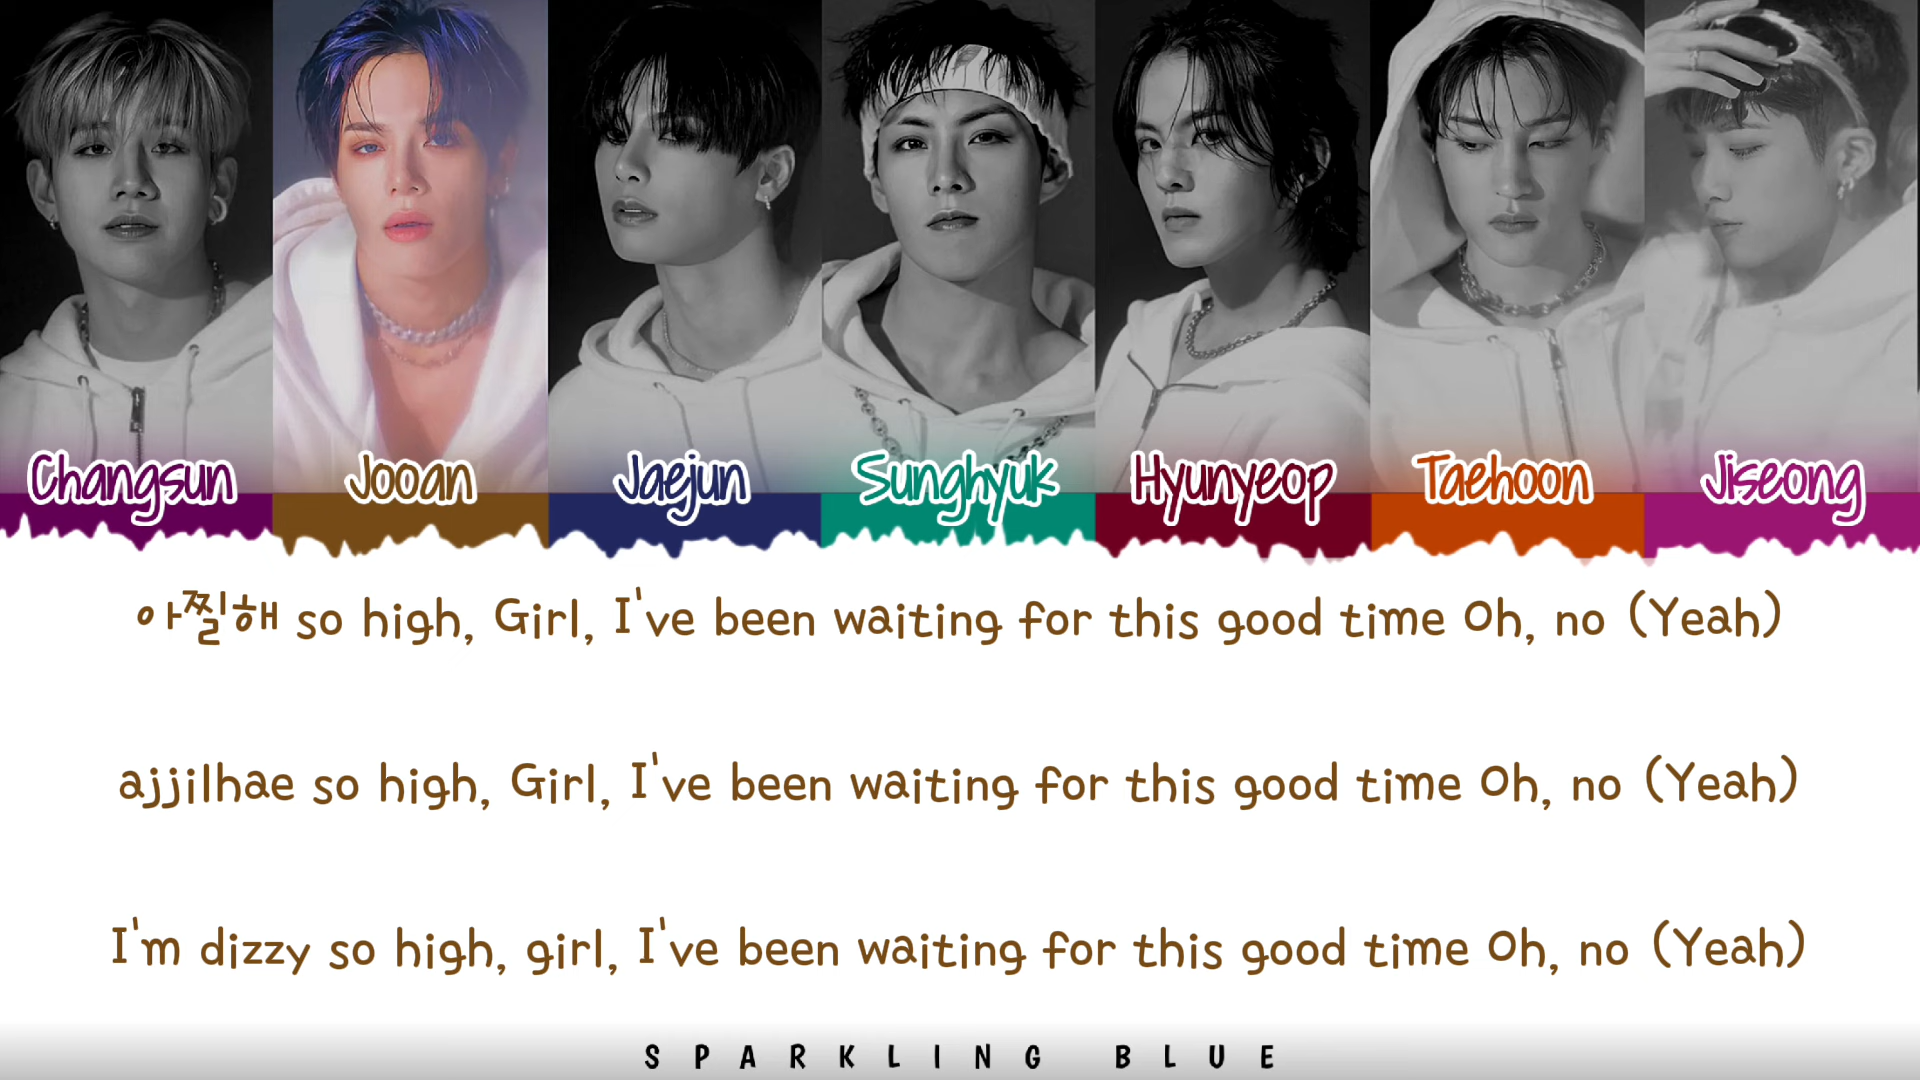 Changsun Jooan Jaejun Sunghyuk Hyunyeop Taehoon Jiseong
아찔해 so high, Girl, I've been waiting for this good time Oh, no (Yeah)
ajjilhae so high, Girl, I've been waiting for this good time Oh, no (Yeah)
I'm dizzy so high, girl, I've been waiting for this good time Oh, no (Yeah)
SPARKLING BLUE